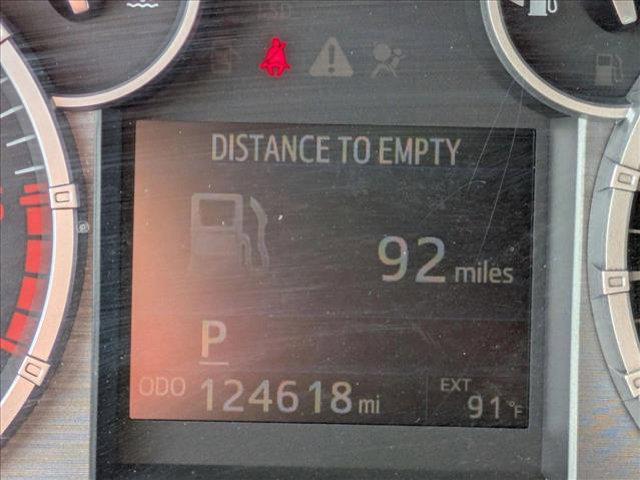 DISTANCE TO EMPTY
92 miles
P
ODO 124618 mi
EXT 91°F